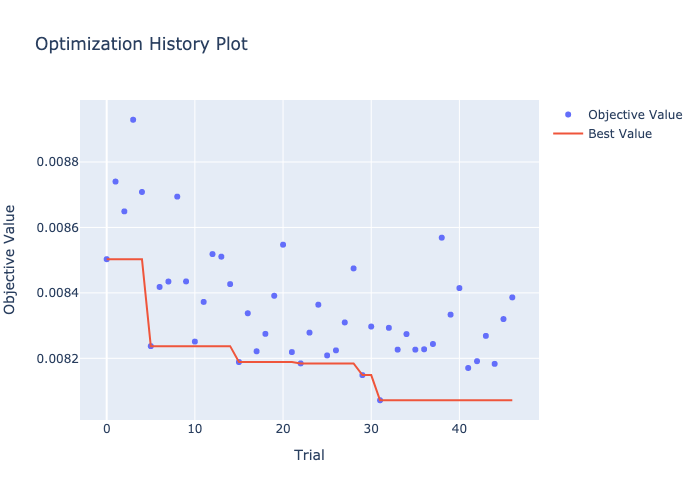 Optimization History Plot
Objective Value
Best Value
0.0088
0.0086
0.0084
0.0082
Objective Value
0
10
20
30
40
Trial